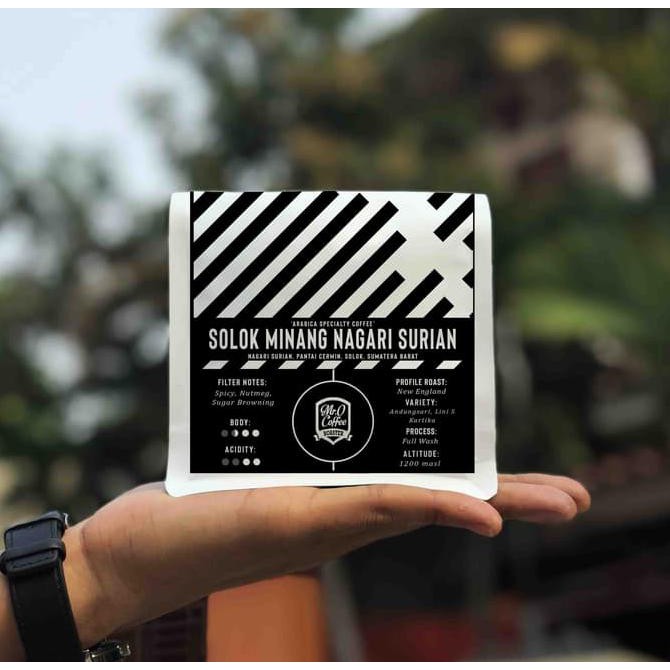 'ARABICA SPECIALTY COFFEE'
SOLOK MINANG NAGARI SURIAN
NAGARI SURIAN, PANTAI CERMIN, SOLOK, SUMATERA BARAT
FILTER NOTES:
Spicy, Nutmeg,
Sugar Browning
BODY:
ACIDITY:
Mr.O
Coffee
ROASTER
PROFILE ROAST:
New England
VARIETY:
Andungsari, Lini S
Kartika
PROCESS:
Full Wash
ALTITUDE:
1200 masl